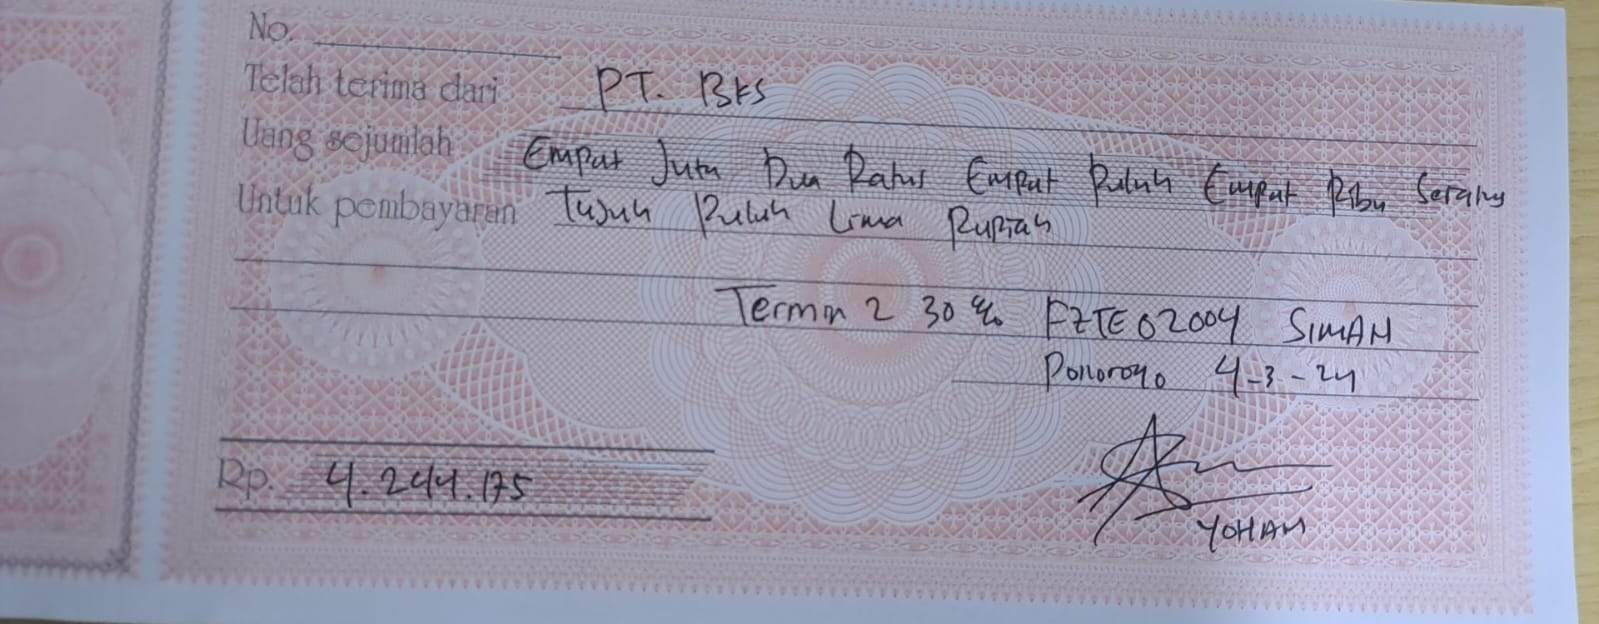 No.
Telah terima dari PT. BKS
Uang sejumlah Empat Juta Dua Ratus Empat Puluh Empat Ribu Seratus
Untuk pembayaran Tujuh Puluh Lima Rupiah
Termin 2 30% FZTE02004 SIMAN
Ponorogo 4-3-24
Rp. 4.244.175
YOHAN